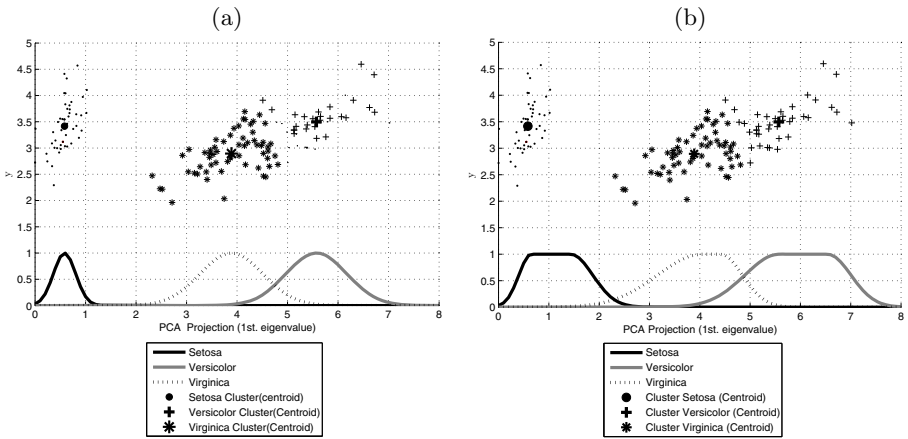 (a)
(b)
5
4.5
4
3.5
3
2.5
2
1.5
1
0.5
0
y
0 1 2 3 4 5 6 7 8
PCA Projection (1st. eigenvalue)
Setosa
Versicolor
Virginica
Setosa Cluster(centroid)
Versicolor Cluster(Centroid)
Virginica Cluster(Centroid)
5
4.5
4
3.5
3
2.5
2
1.5
1
0.5
0
y
0 1 2 3 4 5 6 7 8
PCA Projection (1st. eigenvalue)
Setosa
Versicolor
Virginica
Cluster Setosa (Centroid)
Cluster Versicolor (Centroid)
Cluster Virginica (Centroid)